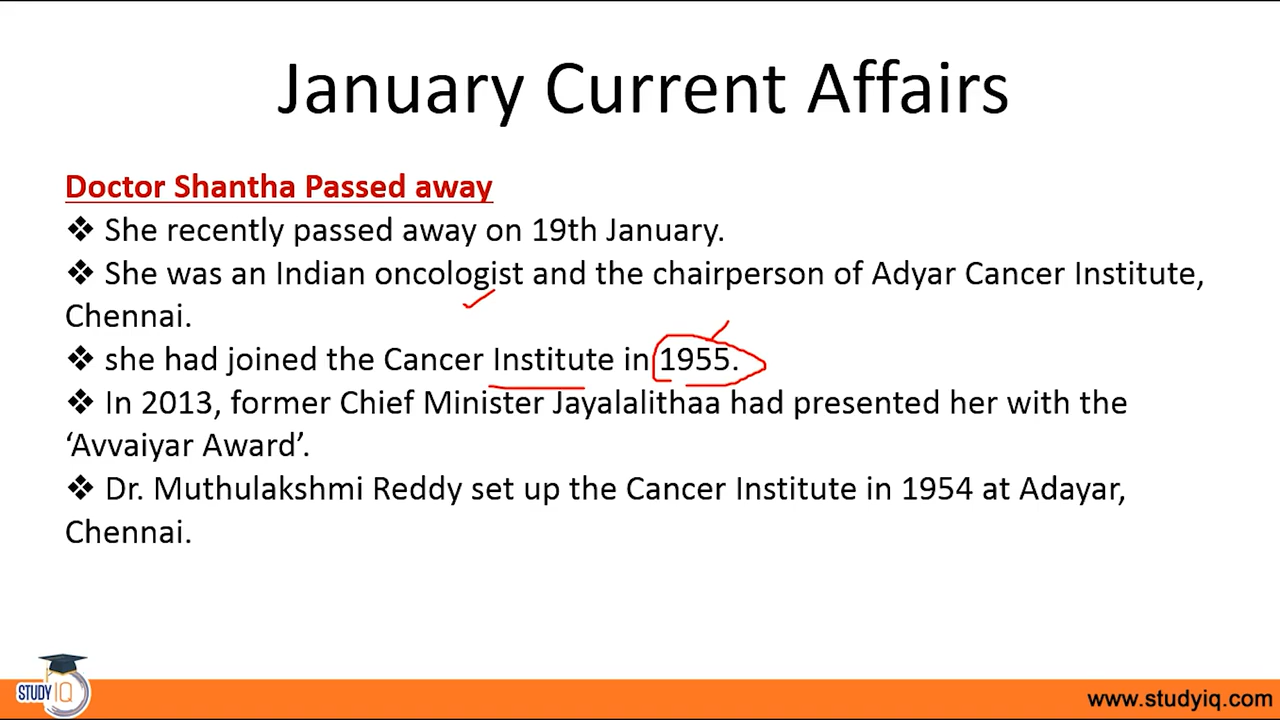 January Current Affairs
Doctor Shantha Passed away
❖ She recently passed away on 19th January.
❖ She was an Indian oncologist and the chairperson of Adyar Cancer Institute,
Chennai.
❖ she had joined the Cancer Institute in 1955.
❖ In 2013, former Chief Minister Jayalalithaa had presented her with the
‘Avvaiyar Award’.
❖ Dr. Muthulakshmi Reddy set up the Cancer Institute in 1954 at Adayar,
Chennai.
STUDY IQ
www.studyiq.com